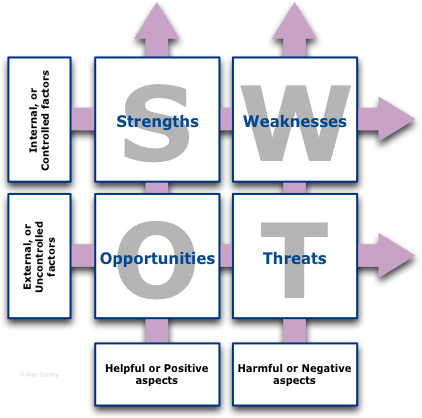 Internal, or
Controlled factors
S
Strengths
W
Weaknesses
External, or
Uncontrolled
factors
O
Opportunities
T
Threats
Helpful or Positive
aspects
Harmful or Negative
aspects